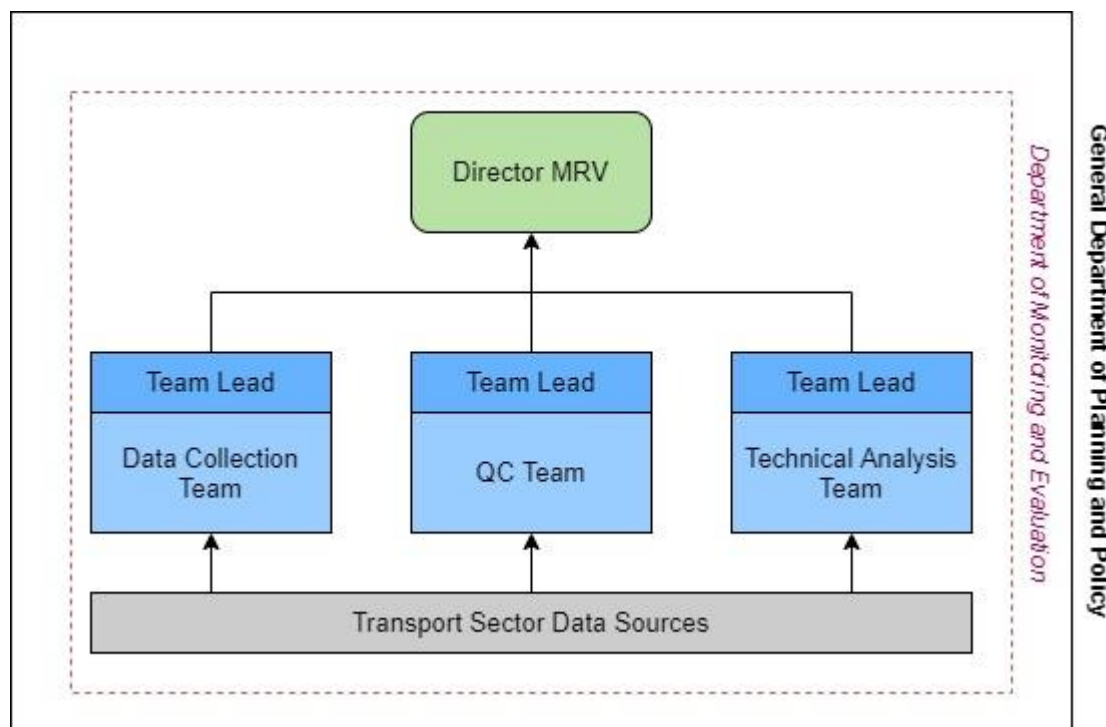 Director MRV
Team Lead
Team Lead
Team Lead
Data Collection
Team
QC Team
Technical Analysis
Team
Transport Sector Data Sources
Department of Monitoring and Evaluation
General Department of Planning and Policy